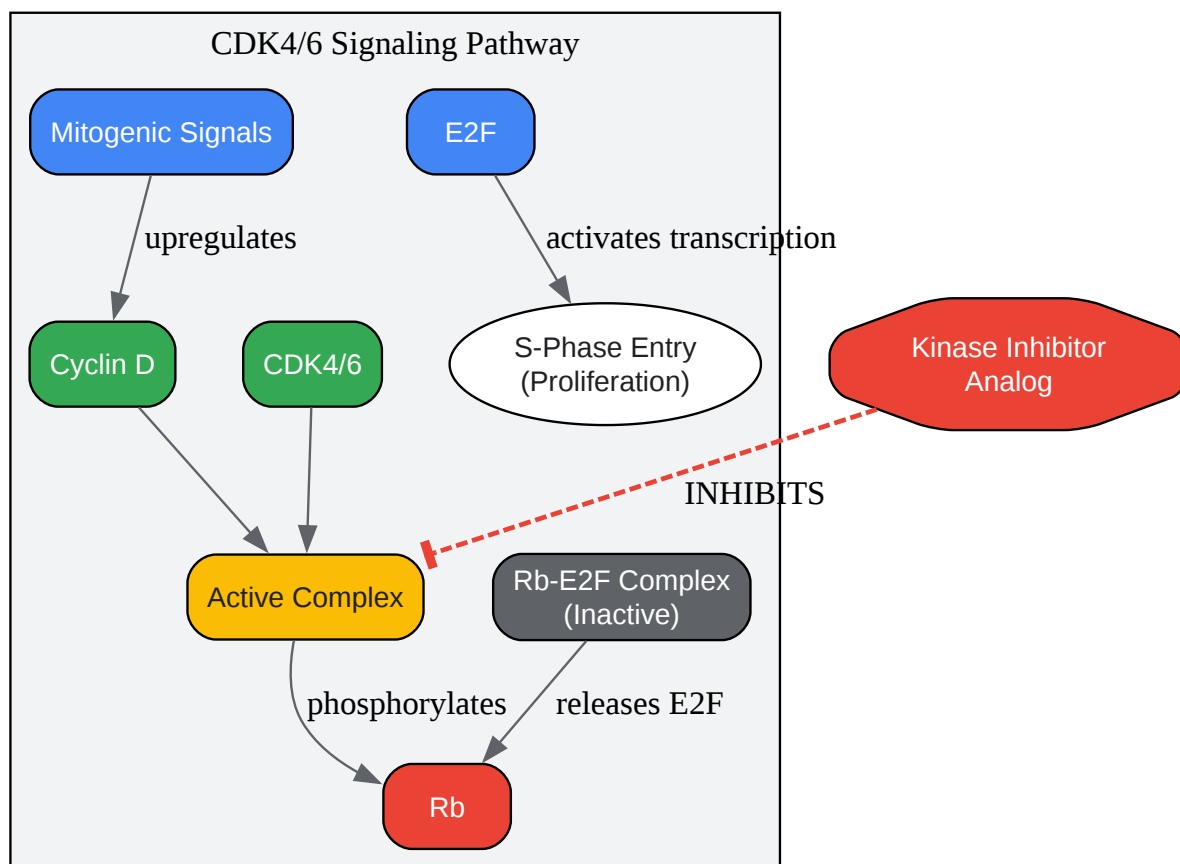 CDK4/6 Signaling Pathway
Mitogenic Signals
E2F
upregulates
activates transcription
Cyclin D
CDK4/6
S-Phase Entry
(Proliferation)
Kinase Inhibitor
Analog
INHIBITS
Active Complex
Rb-E2F Complex
(Inactive)
phosphorylates
releases E2F
Rb